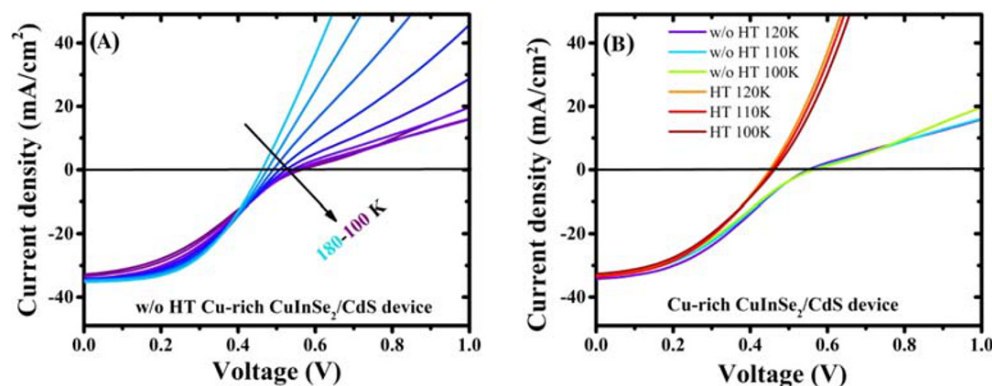 (A)
Current density (mA/cm²)
40
20
0
-20
-40
180-100 K
w/o HT Cu-rich CuInSe₂/CdS device
0.0 0.2 0.4 0.6 0.8 1.0
Voltage (V)
(B)
Current density (mA/cm²)
40
20
0
-20
-40
w/o HT 120K
w/o HT 110K
w/o HT 100K
HT 120K
HT 110K
HT 100K
Cu-rich CuInSe₂/CdS device
0.0 0.2 0.4 0.6 0.8 1.0
Voltage (V)